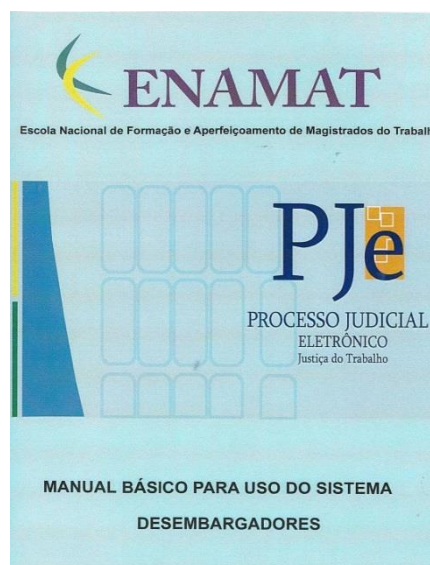 ENAMAT
Escola Nacional de Formação e Aperfeiçoamento de Magistrados do Trabalh
PJe
PROCESSO JUDICIAL
ELETRÔNICO
Justiça do Trabalho
MANUAL BÁSICO PARA USO DO SISTEMA
DESEMBARGADORES